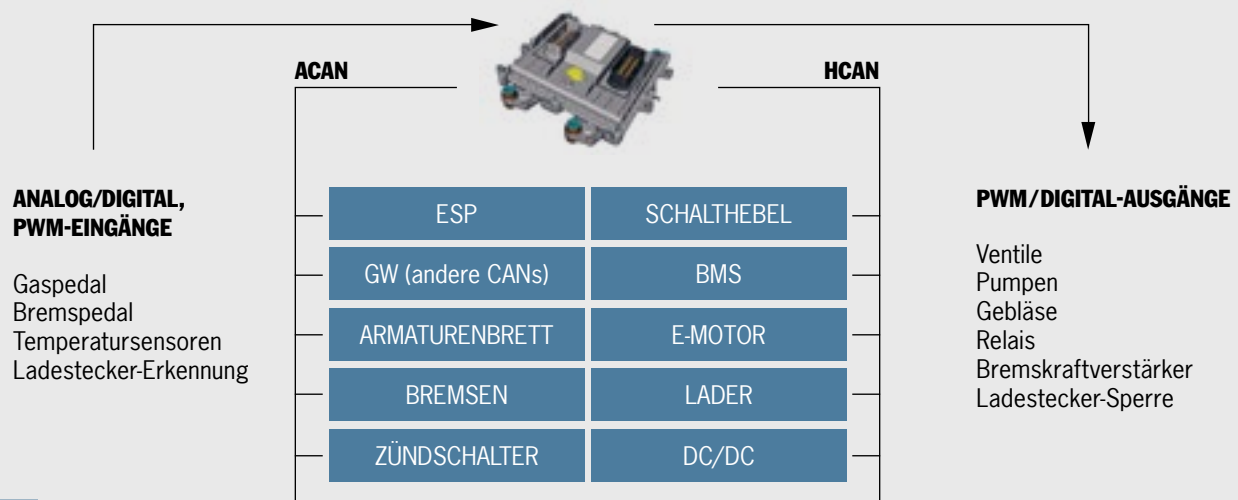 ACAN
HCAN
ANALOG/DIGITAL,
PWM-EINGÄNGE
Gaspedal
Bremspedal
Temperatursensoren
Ladestecker-Erkennung
ESP
SCHALTHEBEL
GW (andere CANs)
BMS
ARMATURENBRETT
E-MOTOR
BREMSEN
LADER
ZÜNDSCHALTER
DC/DC
PWM/DIGITAL-AUSGÄNGE
Ventile
Pumpen
Gebläse
Relais
Bremskraftverstärker
Ladestecker-Sperre